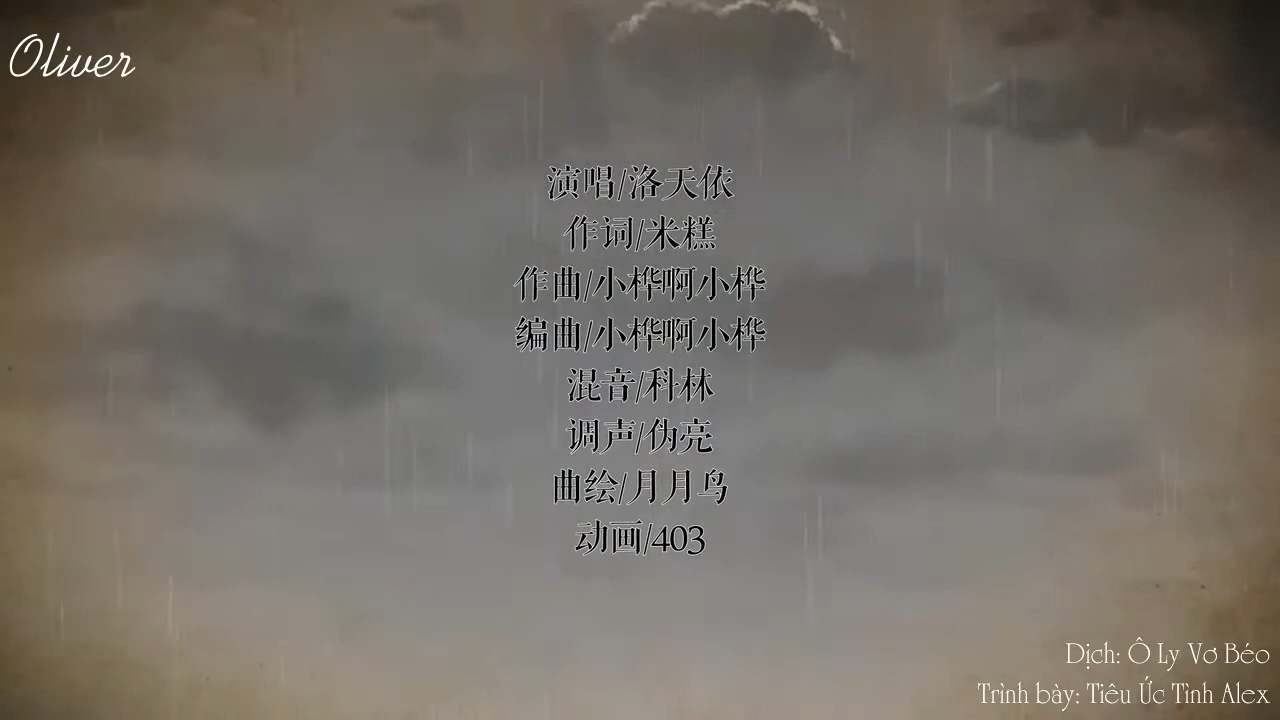 Oliver
演唱/洛天依
作词/米糕
作曲/小桦啊小桦
编曲/小桦啊小桦
混音/科林
调声/伪亮
曲绘/月月鸟
动画/403
Dịch: Ô Ly Vơ Béo
Trình bày: Tiêu Ức Tình Alex